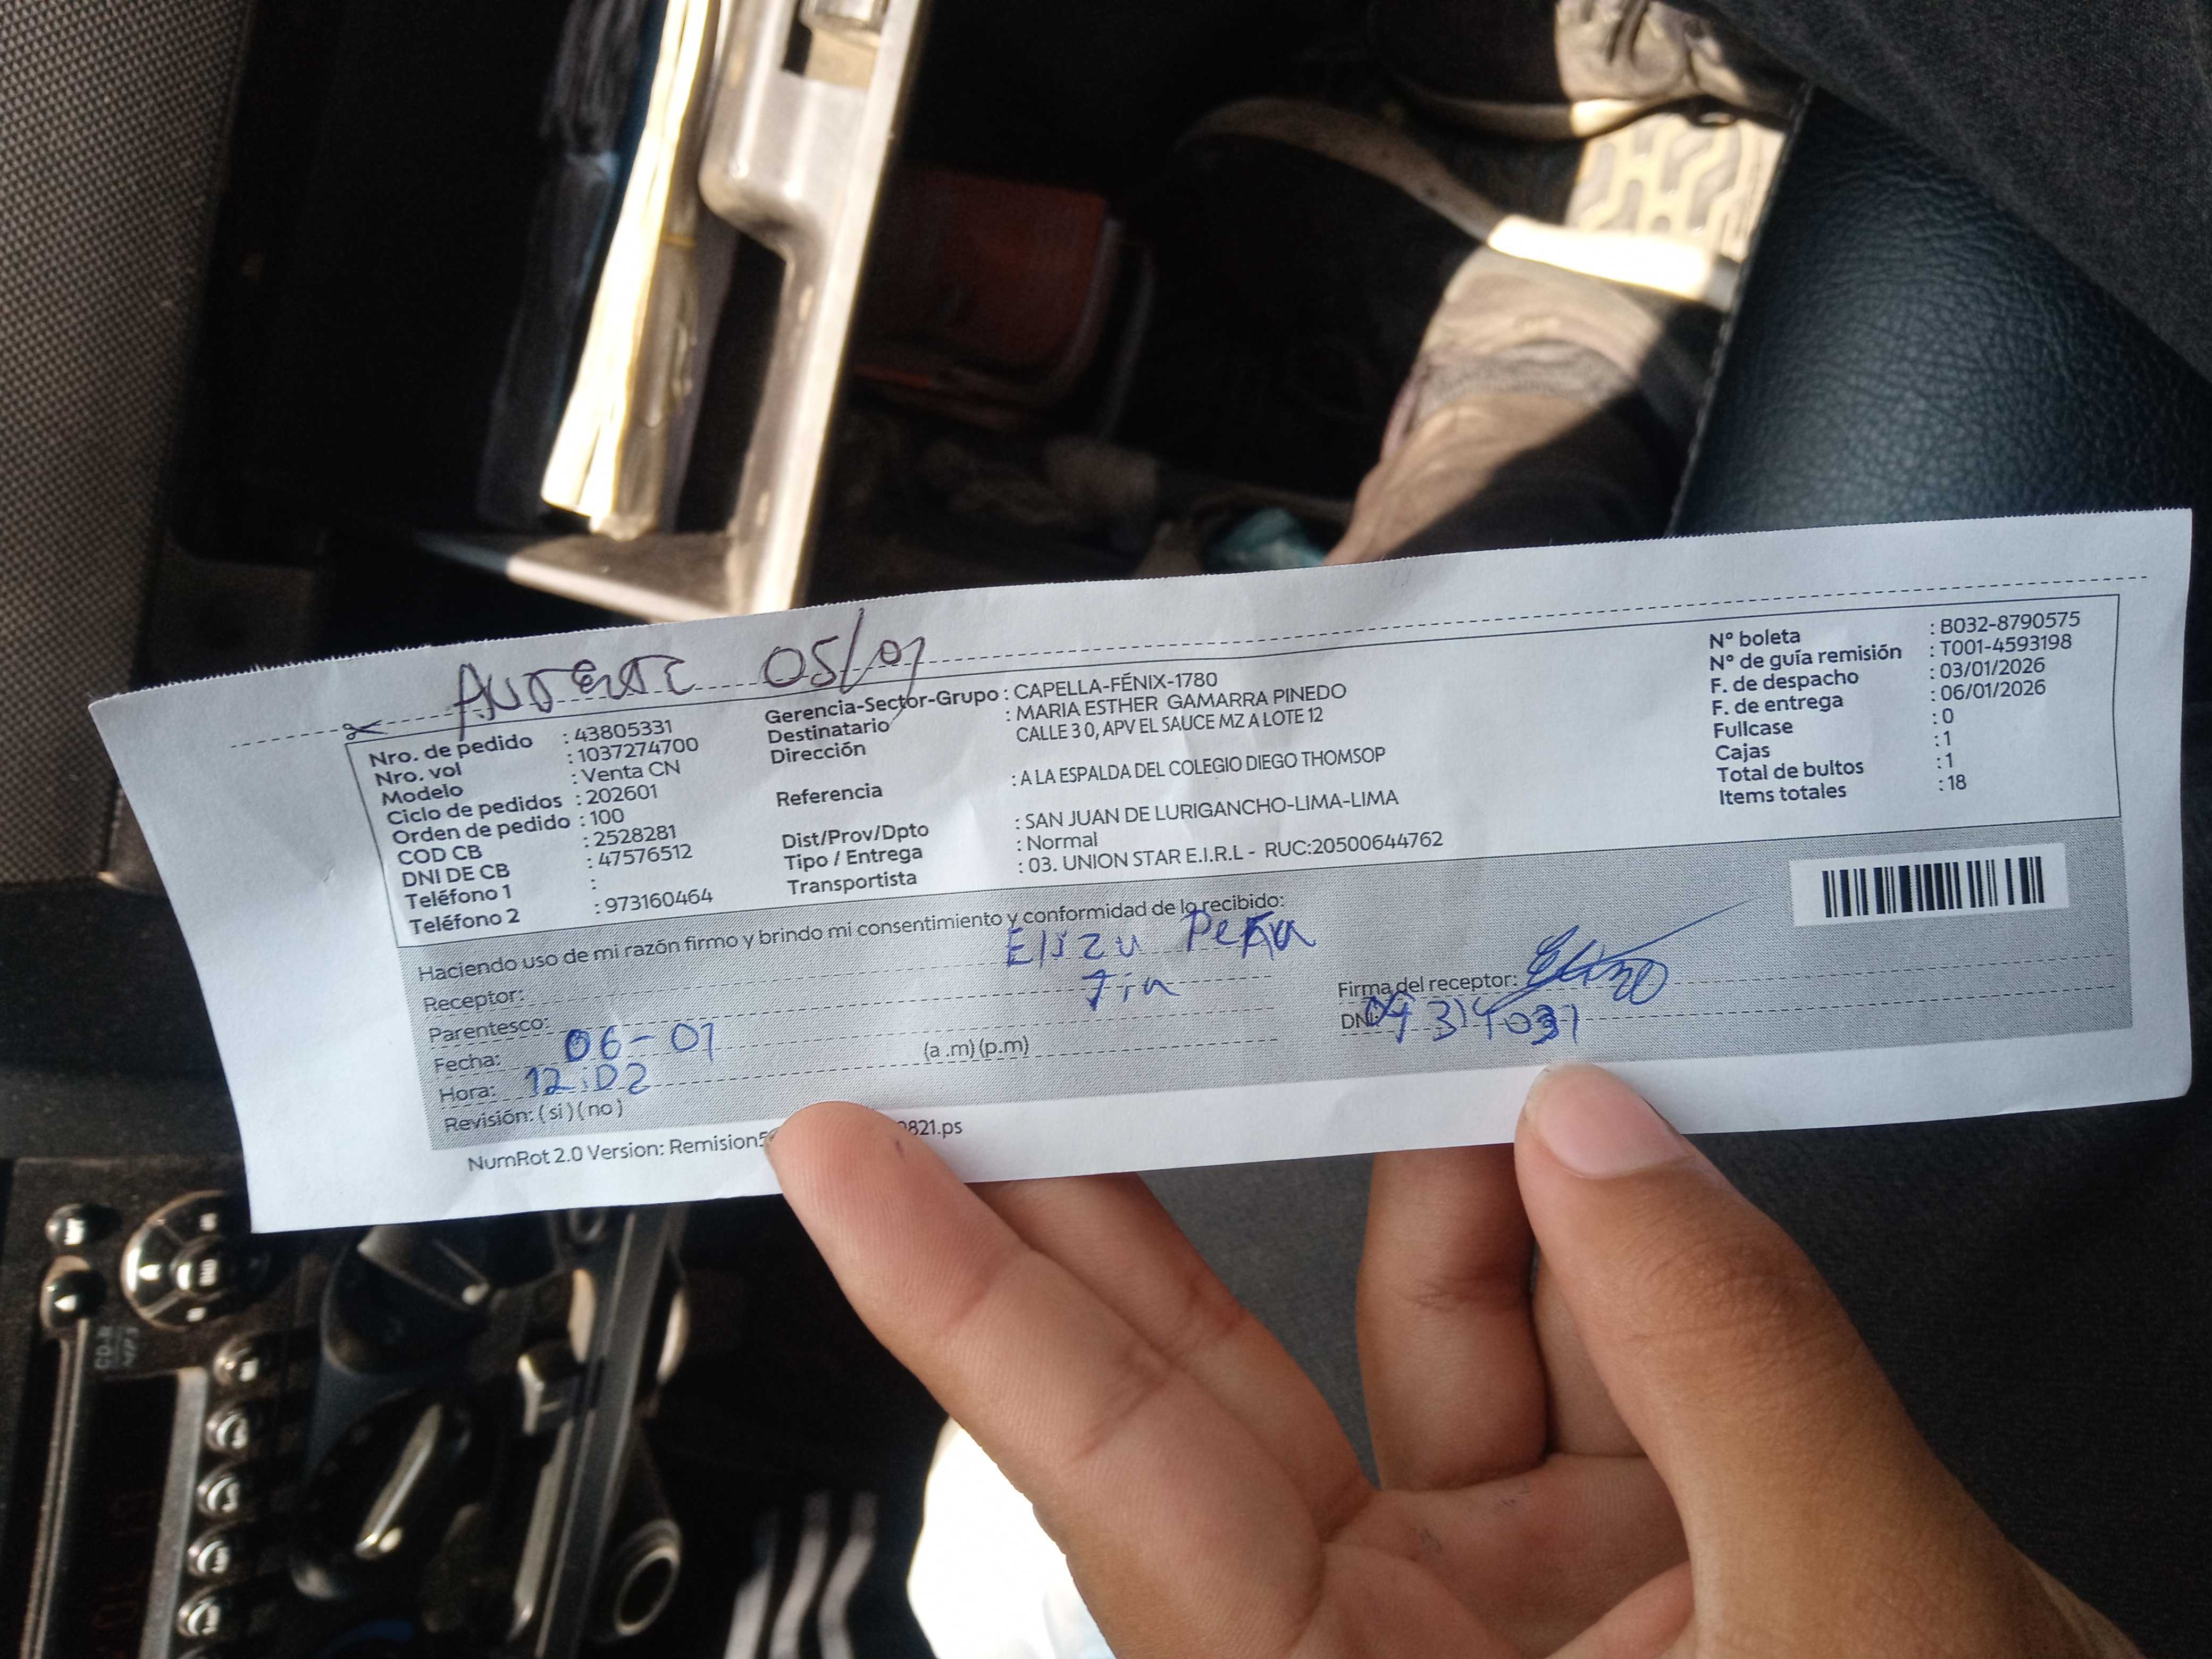 AUSENTE 05/01
Nro. de pedido : 43805331
Nro. vol : 1037274700
Modelo : Venta CN
Ciclo de pedidos : 202601
Orden de pedido : 100
COD CB : 2528281
DNI DE CB : 47576512
Teléfono 1 :
Teléfono 2 : 973160464
Gerencia-Sector-Grupo : CAPELLA-FÉNIX-1780
Destinatario : MARIA ESTHER GAMARRA PINEDO
Dirección CALLE 3 0, APV EL SAUCE MZ A LOTE 12
Referencia : A LA ESPALDA DEL COLEGIO DIEGO THOMSOP
Dist/Prov/Dpto : SAN JUAN DE LURIGANCHO-LIMA-LIMA
Tipo / Entrega : Normal
Transportista : 03. UNION STAR E.I.R.L - RUC:20500644762
Nº boleta : B032-8790575
Nº de guía remisión : T001-4593198
F. de despacho : 03/01/2026
F. de entrega : 06/01/2026
Fullcase : 0
Cajas : 1
Total de bultos : 1
Items totales : 18
Haciendo uso de mi razón firmo y brindo mi consentimiento y conformidad de lo recibido:
Receptor: Elizu Peña
Parentesco: Tia
Fecha: 06-01
Hora: 12:02 (a .m) (p.m)
Revisión: ( si ) ( no )
Firma del receptor:
DNI:
NumRot 2.0 Version: Remision 821.ps
CD-R